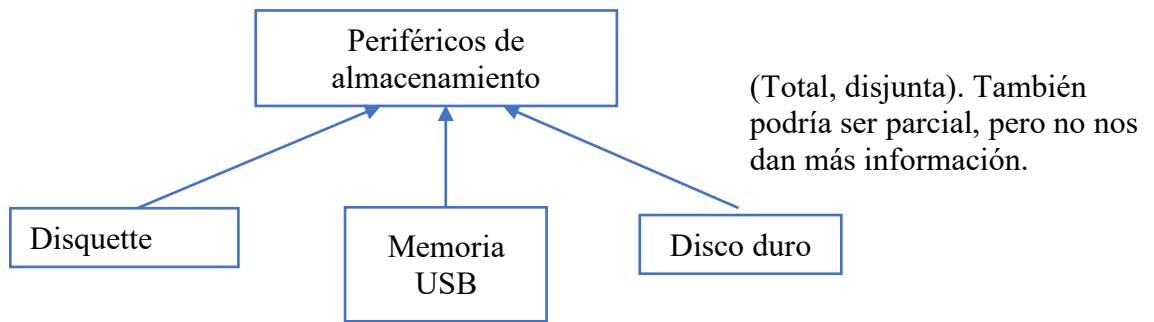 Periféricos de
almacenamiento
(Total, disjunta). También
podría ser parcial, pero no nos
dan más información.
Disquette
Memoria
USB
Disco duro